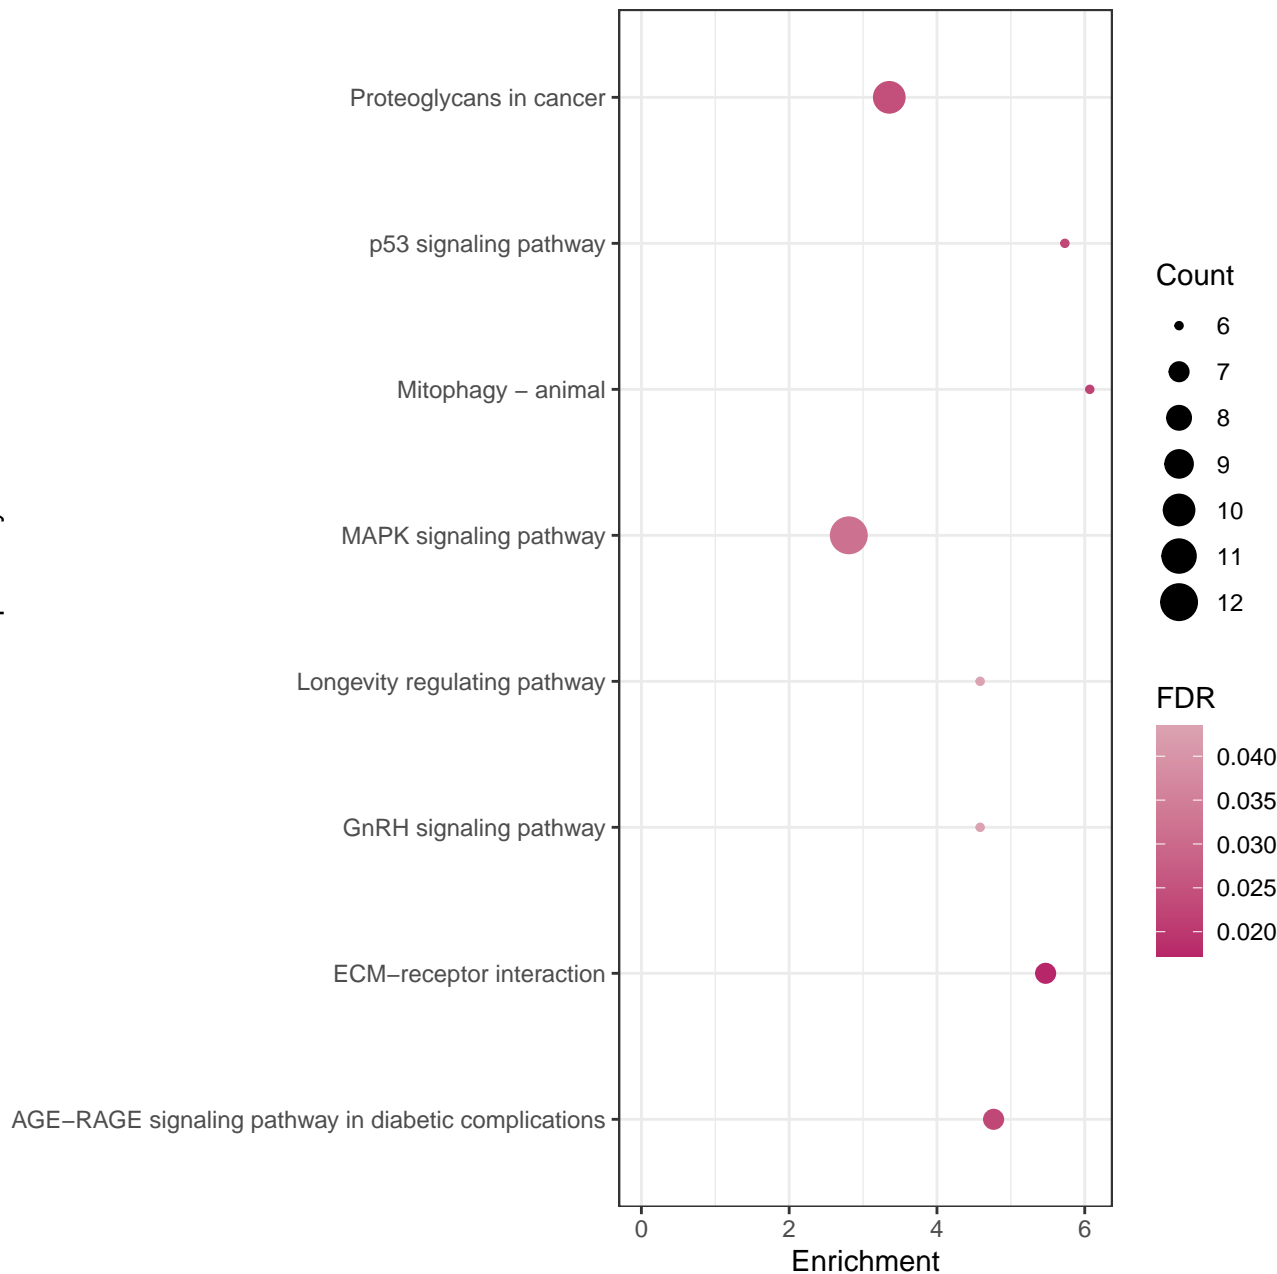 Proteoglycans in cancer
p53 signaling pathway
Mitophagy – animal
MAPK signaling pathway
Longevity regulating pathway
GnRH signaling pathway
ECM–receptor interaction
AGE–RAGE signaling pathway in diabetic complications
0 2 4 6
Enrichment
Count
6
7
8
9
10
11
12
FDR
0.040
0.035
0.030
0.025
0.020